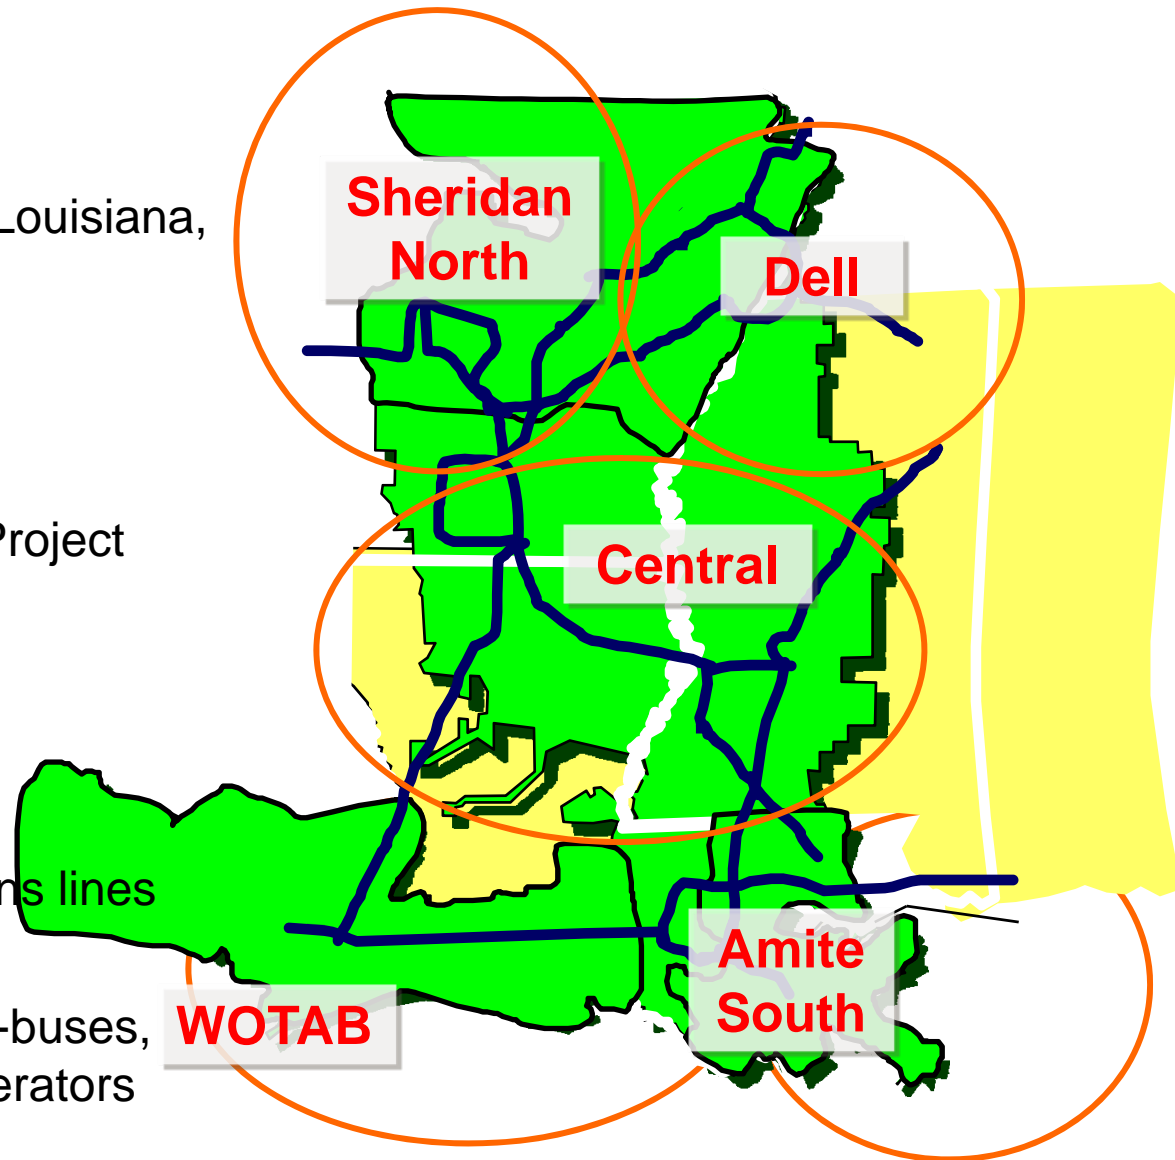 Louisiana,
Project
ns lines
-buses,
erators
Sheridan
North
Dell
Central
Amite
South
WOTAB